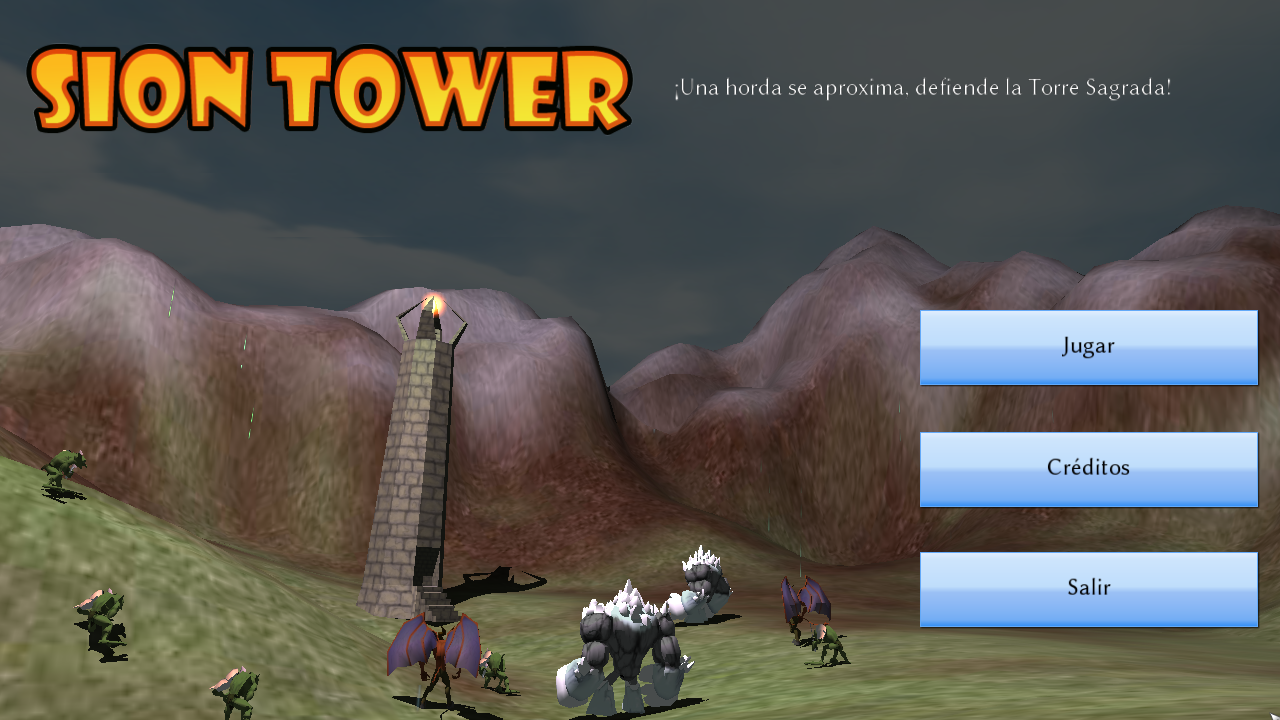 SION TOWER
¡Una horda se aproxima, defiende la Torre Sagrada!
Jugar
Créditos
Salir